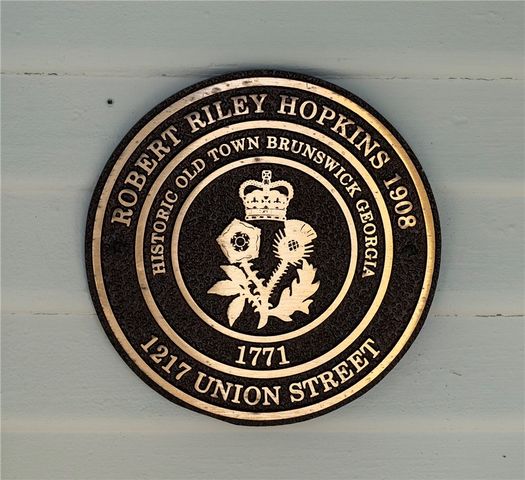 ROBERT RILEY HOPKINS 1908
HISTORIC OLD TOWN BRUNSWICK GEORGIA
1771
1217 UNION STREET